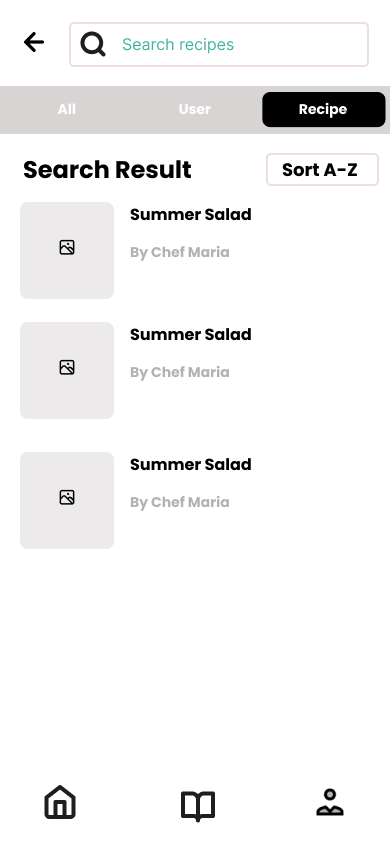 Search recipes
All
User
Recipe
Search Result
Sort A-Z
Summer Salad
By Chef Maria
Summer Salad
By Chef Maria
Summer Salad
By Chef Maria